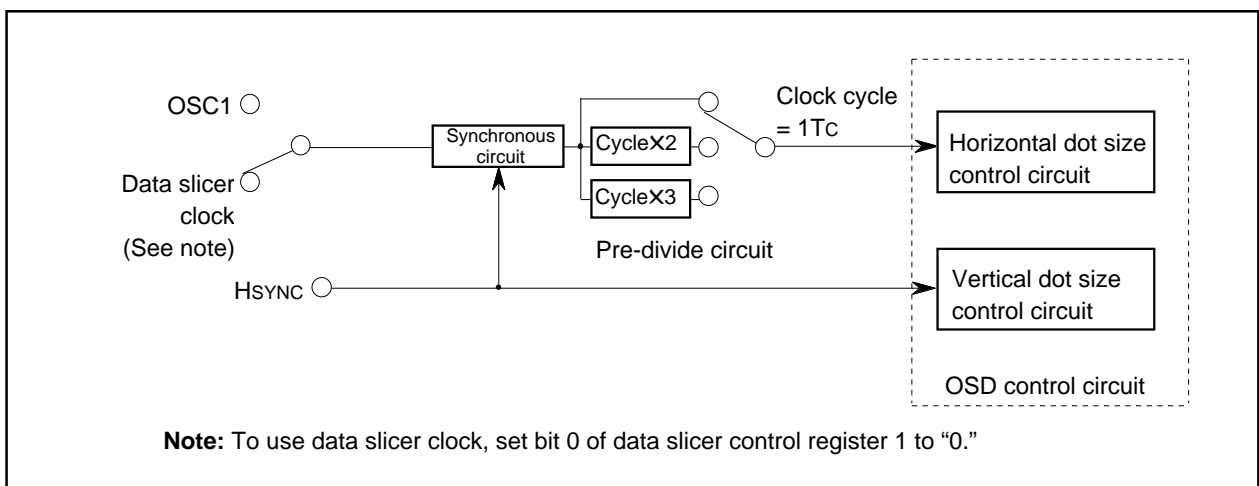 OSC1
Data slicer
clock
(See note)
HSYNC
Synchronous
circuit
Cycle✕2
Cycle✕3
Pre-divide circuit
Clock cycle
= 1TC
Horizontal dot size
control circuit
Vertical dot size
control circuit
OSD control circuit
Note: To use data slicer clock, set bit 0 of data slicer control register 1 to “0.”